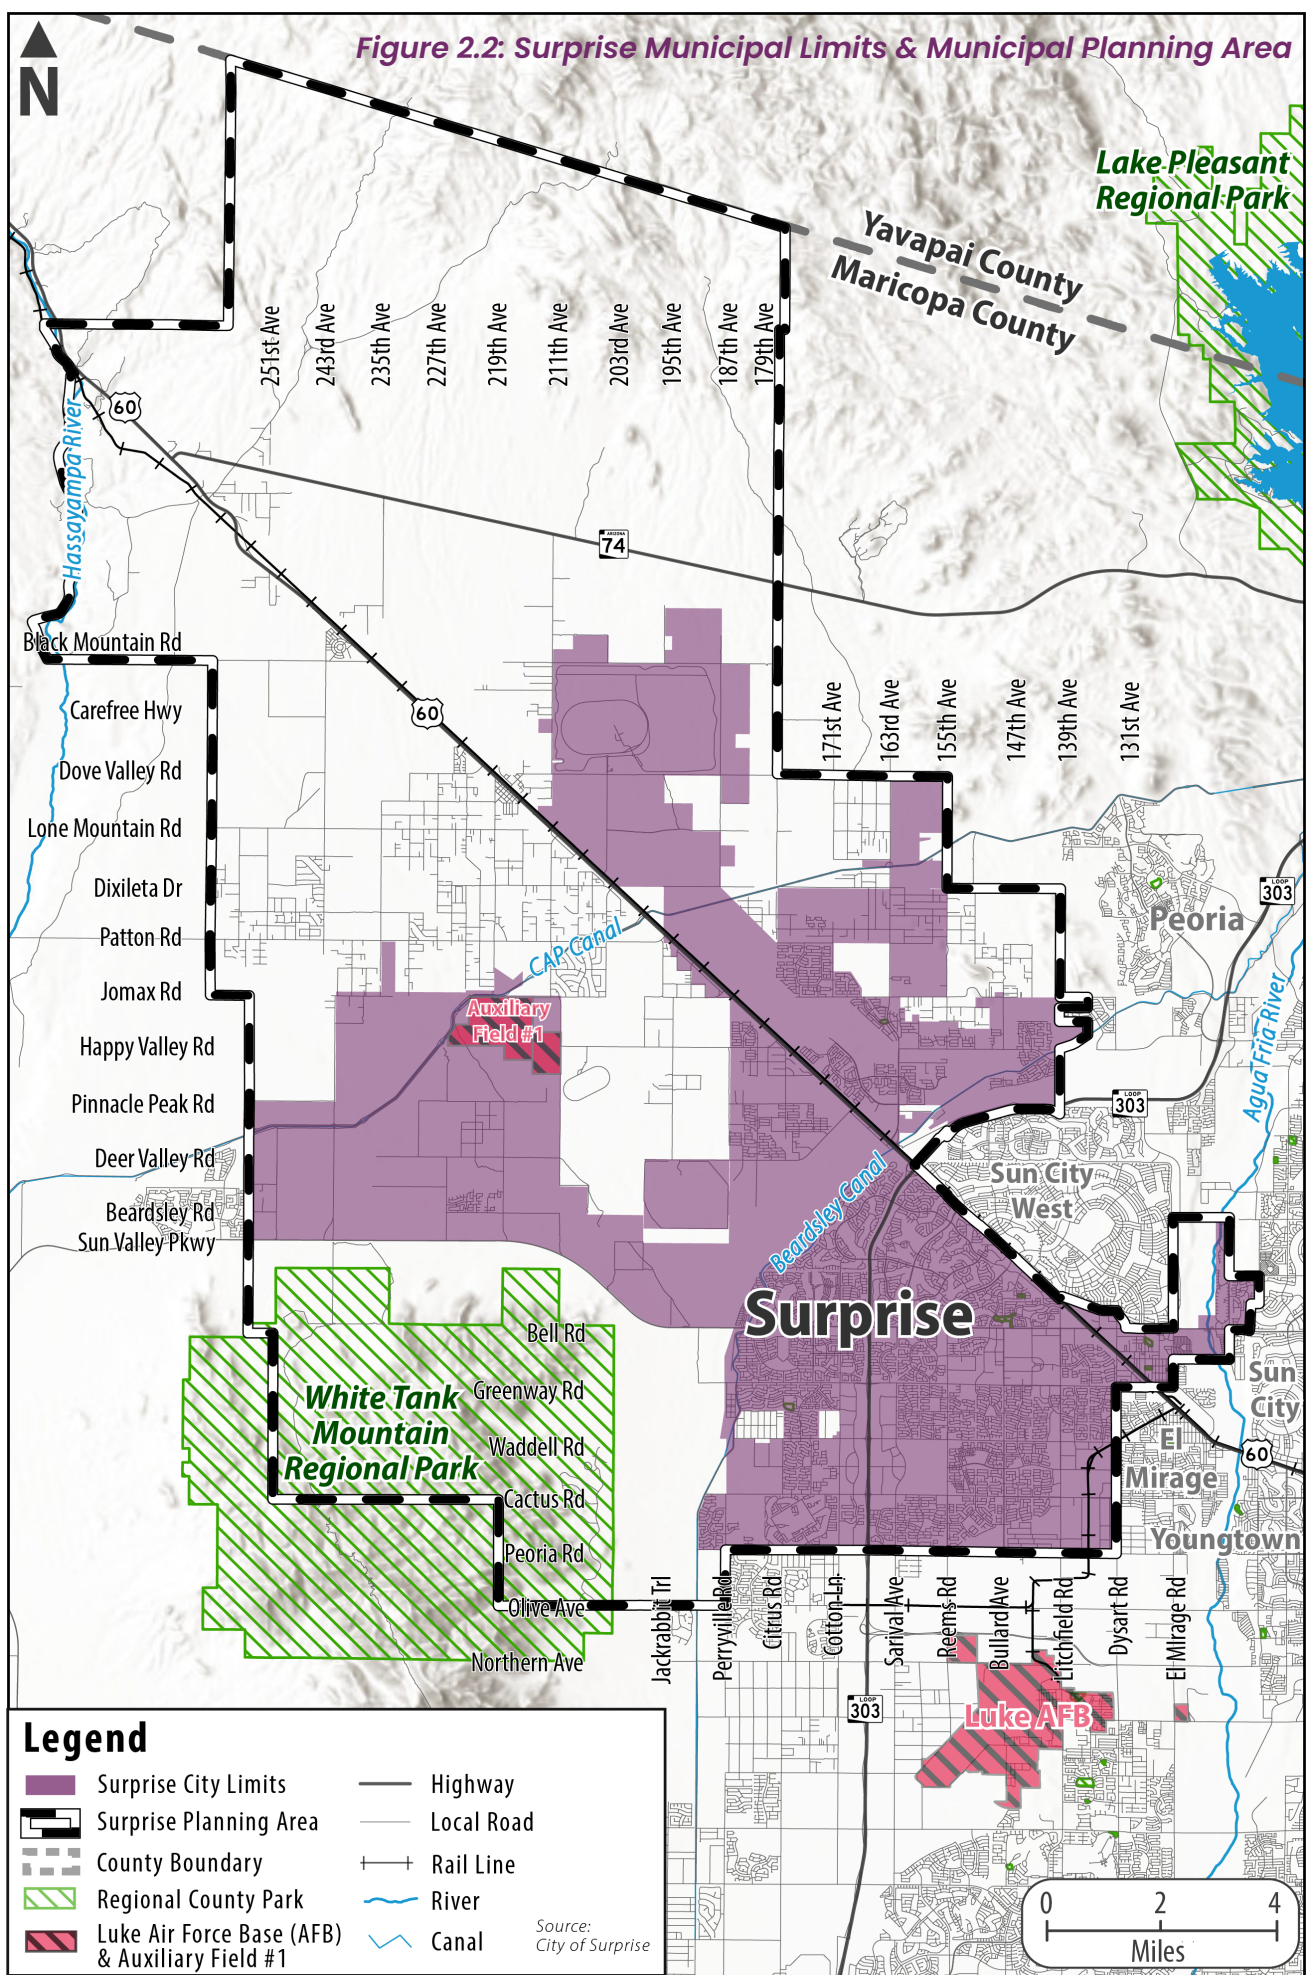 Figure 2.2: Surprise Municipal Limits & Municipal Planning Area
N
Lake Pleasant
Regional Park
Yavapai County
Maricopa County
251st Ave
243rd Ave
235th Ave
227th Ave
219th Ave
211th Ave
203rd Ave
195th Ave
187th Ave
179th Ave
60
Hassayampa River
ARIZONA
74
Black Mountain Rd
Carefree Hwy
Dove Valley Rd
Lone Mountain Rd
Dixileta Dr
Patton Rd
Jomax Rd
Happy Valley Rd
Pinnacle Peak Rd
Deer Valley Rd
Beardsley Rd
Sun Valley Pkwy
60
171st Ave
163rd Ave
155th Ave
147th Ave
139th Ave
131st Ave
LOOP
303
Peoria
CAP Canal
Auxiliary
Field #1
Agua Fria River
LOOP
303
Sun City
West
Beardsley Canal
Surprise
Bell Rd
Greenway Rd
Waddell Rd
Cactus Rd
Peoria Rd
Olive Ave
Northern Ave
White Tank
Mountain
Regional Park
Sun
City
El
Mirage
60
Youngtown
Jackrabbit Trl
Perryville Rd
Citrus Rd
Cotton Ln.
Sarival Ave
Reems Rd
Bullard Ave
Litchfield Rd
Dysart Rd
El Mirage Rd
LOOP
303
Luke AFB
Legend
Surprise City Limits
Surprise Planning Area
County Boundary
Regional County Park
Luke Air Force Base (AFB)
& Auxiliary Field #1
Highway
Local Road
Rail Line
River
Canal
Source:
City of Surprise
0 2 4
Miles